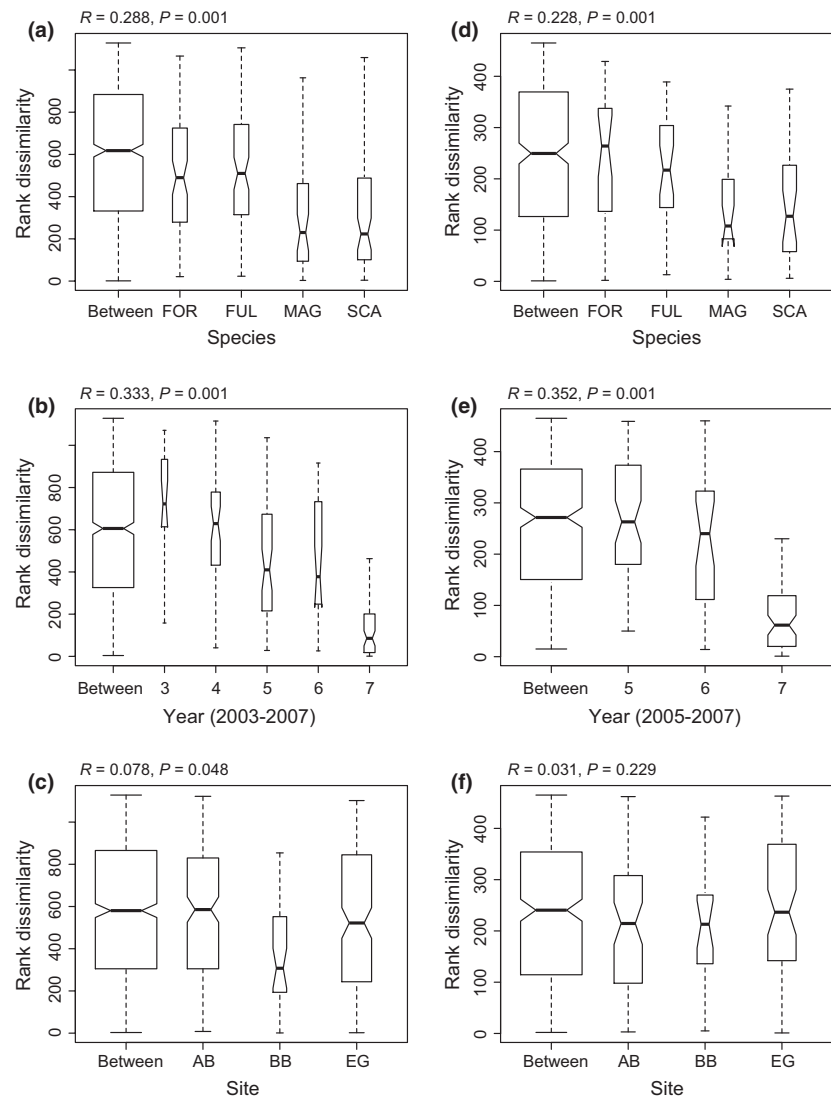 (a)
R = 0.288, P = 0.001
Rank dissimilarity
0 200 400 600 800
Between FOR FUL MAG SCA
Species
(d)
R = 0.228, P = 0.001
Rank dissimilarity
0 100 200 300 400
Between FOR FUL MAG SCA
Species
(b)
R = 0.333, P = 0.001
Rank dissimilarity
0 200 400 600 800
Between 3 4 5 6 7
Year (2003-2007)
(e)
R = 0.352, P = 0.001
Rank dissimilarity
0 100 200 300 400
Between 5 6 7
Year (2005-2007)
(c)
R = 0.078, P = 0.048
Rank dissimilarity
0 200 400 600 800
Between AB BB EG
Site
(f)
R = 0.031, P = 0.229
Rank dissimilarity
0 100 200 300 400
Between AB BB EG
Site